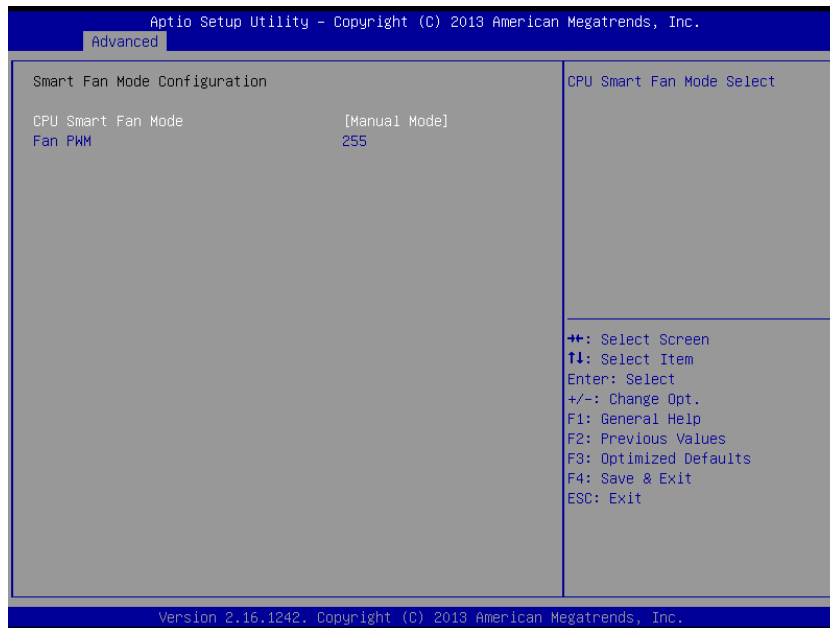 Aptio Setup Utility – Copyright (C) 2013 American Megatrends, Inc.
Advanced
Smart Fan Mode Configuration
CPU Smart Fan Mode [Manual Mode]
Fan PWM 255
CPU Smart Fan Mode Select
→←: Select Screen
↑↓: Select Item
Enter: Select
+/-: Change Opt.
F1: General Help
F2: Previous Values
F3: Optimized Defaults
F4: Save & Exit
ESC: Exit
Version 2.16.1242. Copyright (C) 2013 American Megatrends, Inc.